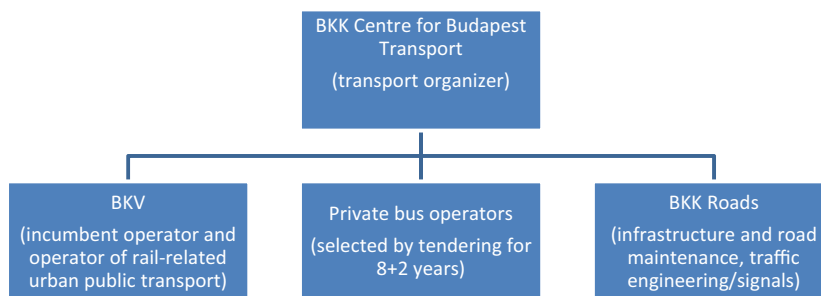 BKK Centre for Budapest
Transport
(transport organizer)
BKV
(incumbent operator and
operator of rail-related
urban public transport)
Private bus operators
(selected by tendering for
8+2 years)
BKK Roads
(infrastructure and road
maintenance, traffic
engineering/signals)